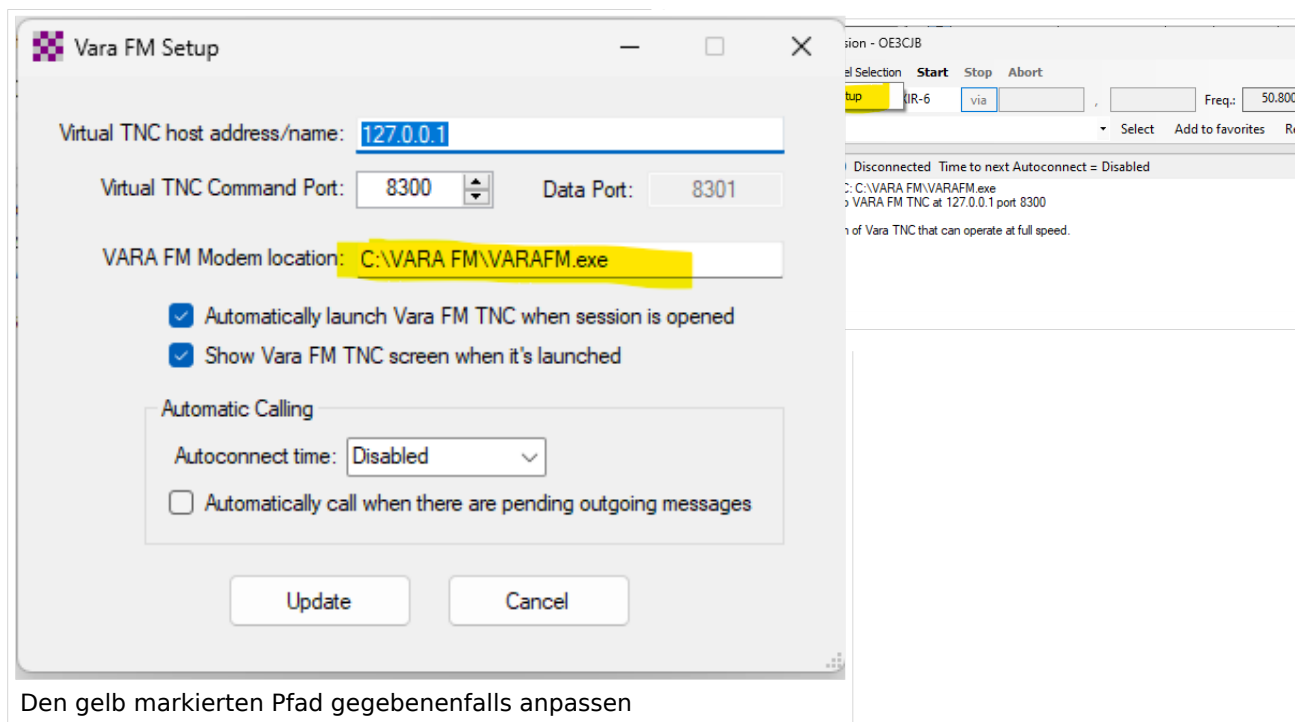 Vara FM Setup
Virtual TNC host address/name: 127.0.0.1
Virtual TNC Command Port: 8300 Data Port: 8301
VARA FM Modem location: C:\VARA FM\VARAFM.exe
Automatically launch Vara FM TNC when session is opened
Show Vara FM TNC screen when it's launched
Automatic Calling
Autoconnect time: Disabled
Automatically call when there are pending outgoing messages
Update Cancel
Den gelb markierten Pfad gegebenenfalls anpassen
sion - OE3CJB
el Selection Start Stop Abort
tup XIR-6 via , Freq.: 50.800
Select Add to favorites Re
Disconnected Time to next Autoconnect = Disabled
C: C:\VARA FM\VARAFM.exe
o VARA FM TNC at 127.0.0.1 port 8300
n of Vara TNC that can operate at full speed.